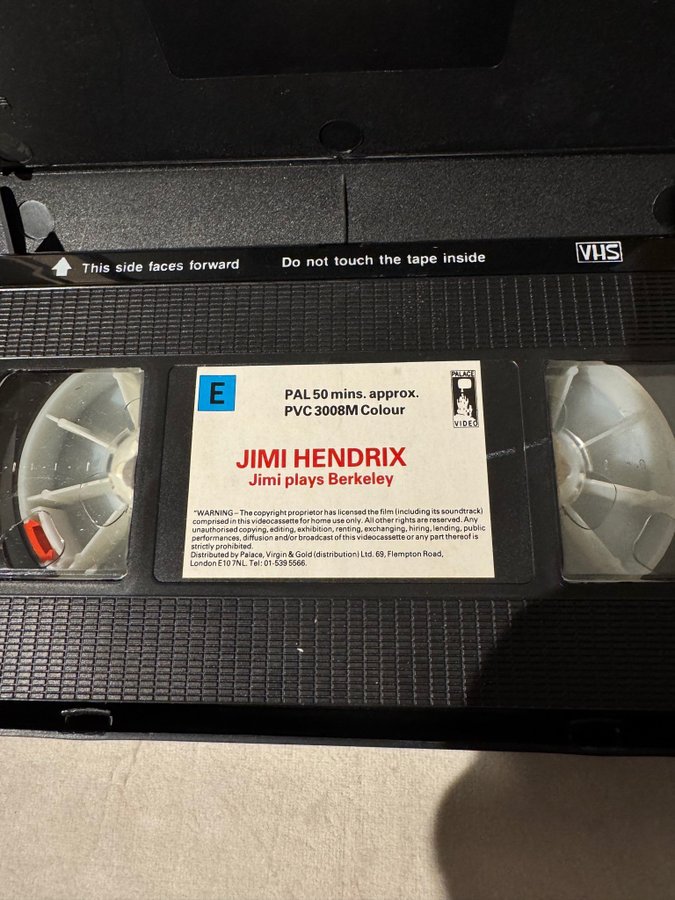 This side faces forward Do not touch the tape inside VHS
E
PAL 50 mins. approx.
PVC 3008M Colour
PALACE
VIDEO
JIMI HENDRIX
Jimi plays Berkeley
"WARNING – The copyright proprietor has licensed the film (including its soundtrack)
comprised in this videocassette for home use only. All other rights are reserved. Any
unauthorised copying, editing, exhibition, renting, exchanging, hiring, lending, public
performances, diffusion and/or broadcast of this videocassette or any part thereof is
strictly prohibited.
Distributed by Palace, Virgin & Gold (distribution) Ltd. 69, Flempton Road,
London E10 7NL. Tel: 01-539 5566.